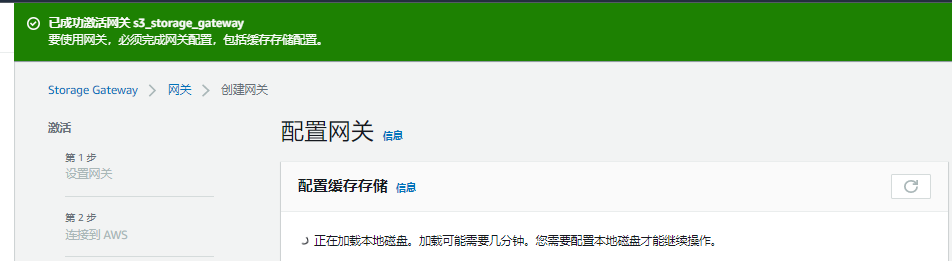 已成功激活网关 s3_storage_gateway
要使用网关，必须完成网关配置，包括缓存存储配置。
Storage Gateway > 网关 > 创建网关
激活
第 1 步
设置网关
第 2 步
连接到 AWS
配置网关 信息
配置缓存存储 信息
正在加载本地磁盘。加载可能需要几分钟。您需要配置本地磁盘才能继续操作。